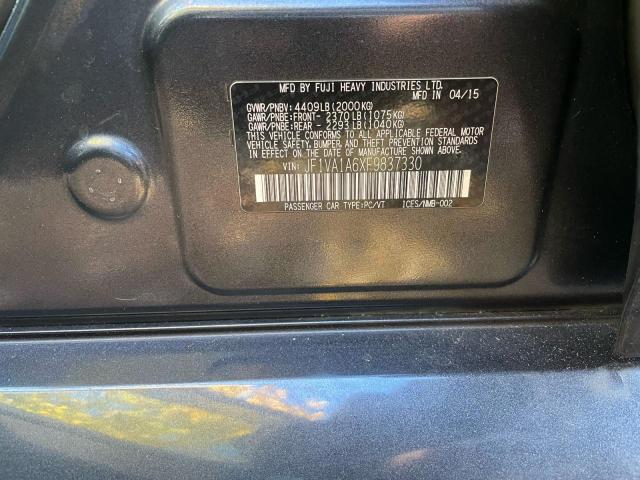 MFD BY FUJI HEAVY INDUSTRIES LTD.
MFD IN 04/15
GVWR/PNBV: 4409LB(2000KG)
GAWR/PNBE:FRONT- 2370LB(1075KG)
GAWR/PNBE:REAR - 2293LB(1040KG)
THIS VEHICLE CONFORMS TO ALL APPLICABLE FEDERAL MOTOR
VEHICLE SAFETY, BUMPER, AND THEFT PREVENTION STANDARDS
IN EFFECT ON THE DATE OF MANUFACTURE SHOWN ABOVE.
VIN: JF1VA1A6XF9837330
PASSENGER CAR TYPE:PC/VT ICES/NMB-002